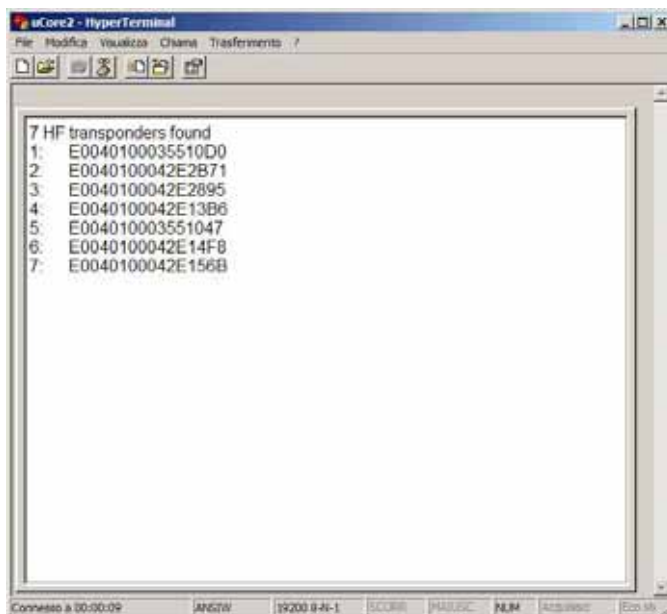 uCore2 - HyperTerminal
File Modifica Visualizza Chiama Trasferimento ?
7 HF transponders found
1: E0040100035510D0
2: E0040100042E2B71
3: E0040100042E2895
4: E0040100042E13B6
5: E004010003551047
6: E0040100042E14F8
7: E0040100042E156B
Connesso a 00:00:09 ANSIW 19200 8-N-1 SCORR MAIUSC NUM